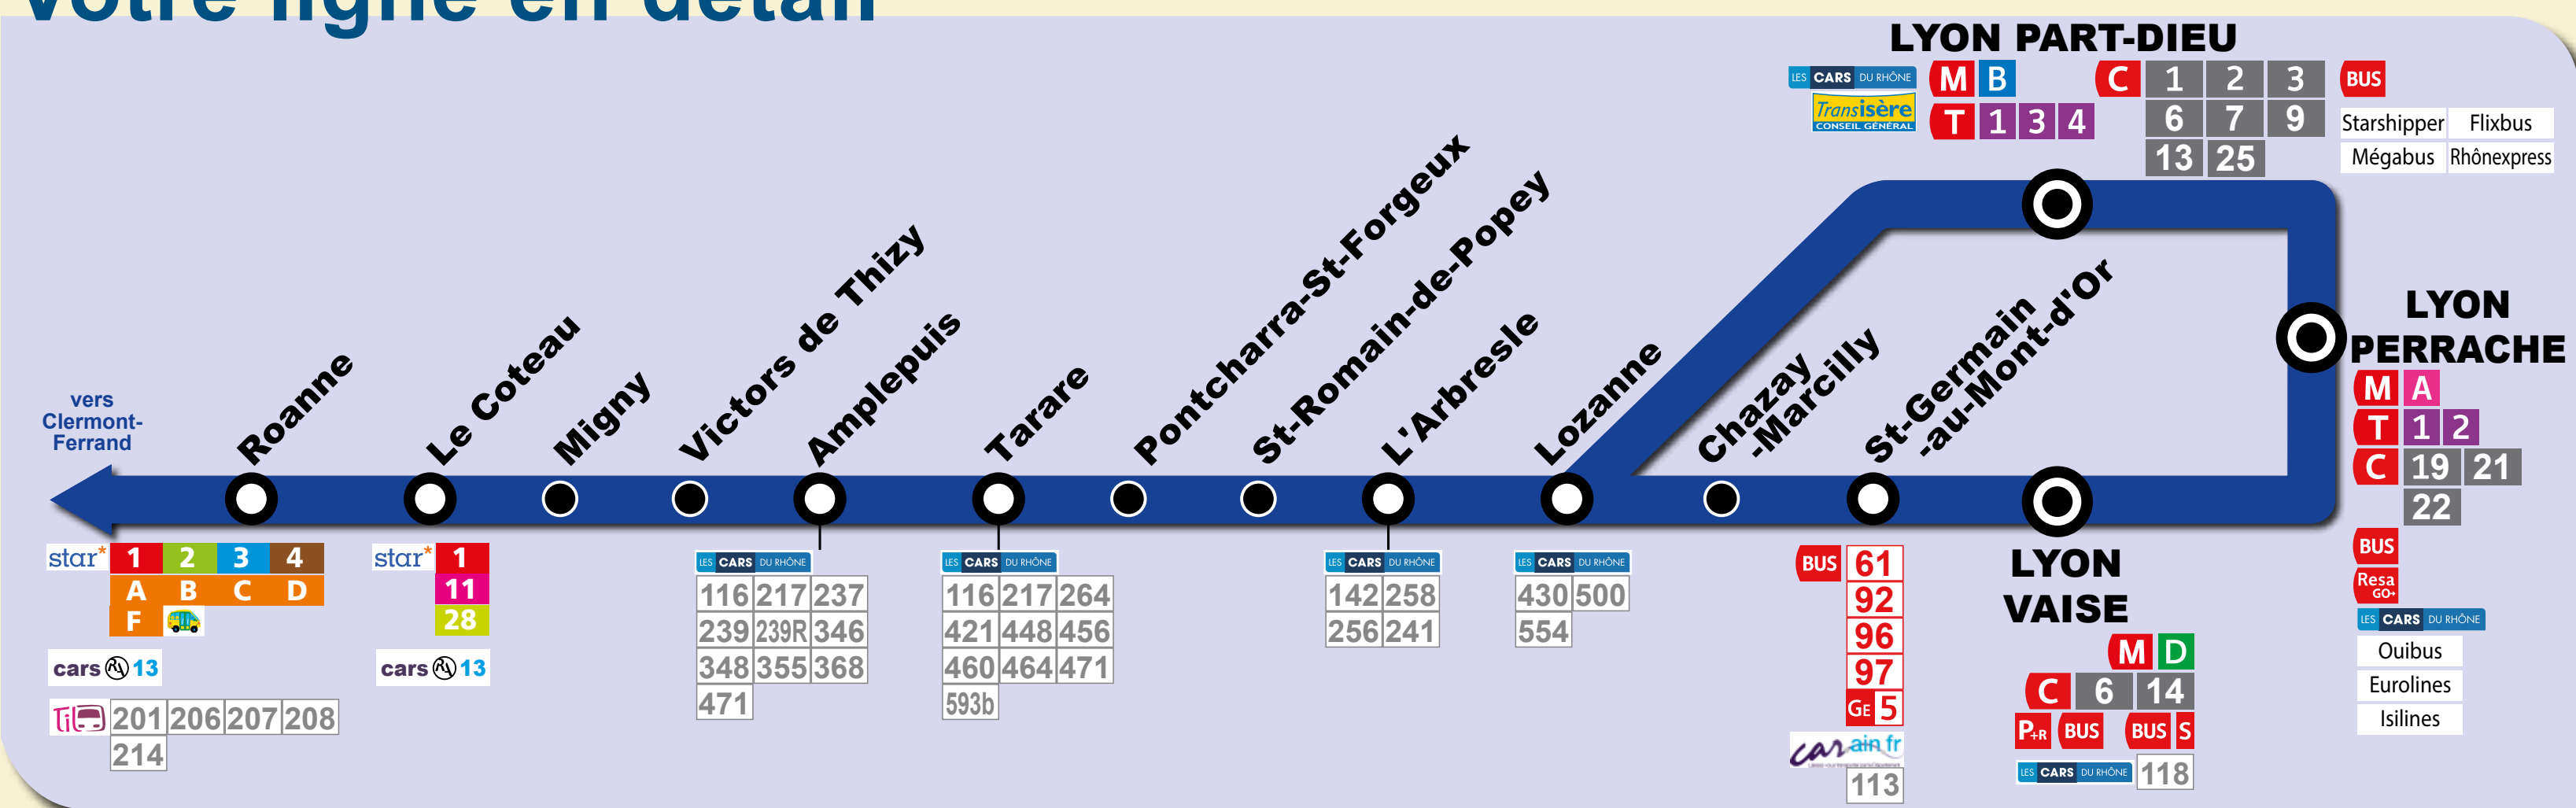 votre ligne en détail
LYON PART-DIEU
LES CARS DU RHÔNE M B C 1 2 3 BUS
Transisère
CONSEIL GÉNÉRAL
T 1 3 4 6 7 9
13 25
Starshipper Flixbus
Mégabus Rhônexpress
vers
Clermont-
Ferrand
Roanne
Le Coteau
Migny
Victors de Thizy
Amplepuis
Tarare
Pontcharra-St-Forgeux
St-Romain-de-Popey
L'Arbresle
Lozanne
Chazay
-Marcilly
St-Germain
-au-Mont-d'Or
LYON
PERRACHE
M A
T 1 2
C 19 21
22
BUS
Resa
GO+
LES CARS DU RHÔNE
Ouibus
Eurolines
Isilines
star* 1 2 3 4
A B C D
F
cars RA 13
Til 201 206 207 208
214
star* 1
11
28
cars RA 13
LES CARS DU RHÔNE
116 217 237
239 239R 346
348 355 368
471
LES CARS DU RHÔNE
116 217 264
421 448 456
460 464 471
593b
LES CARS DU RHÔNE
142 258
256 241
LES CARS DU RHÔNE
430 500
554
BUS 61
92
96
97
GE 5
car ain.fr
113
LYON
VAISE
M D
C 6 14
P+R BUS BUS S
LES CARS DU RHÔNE 118